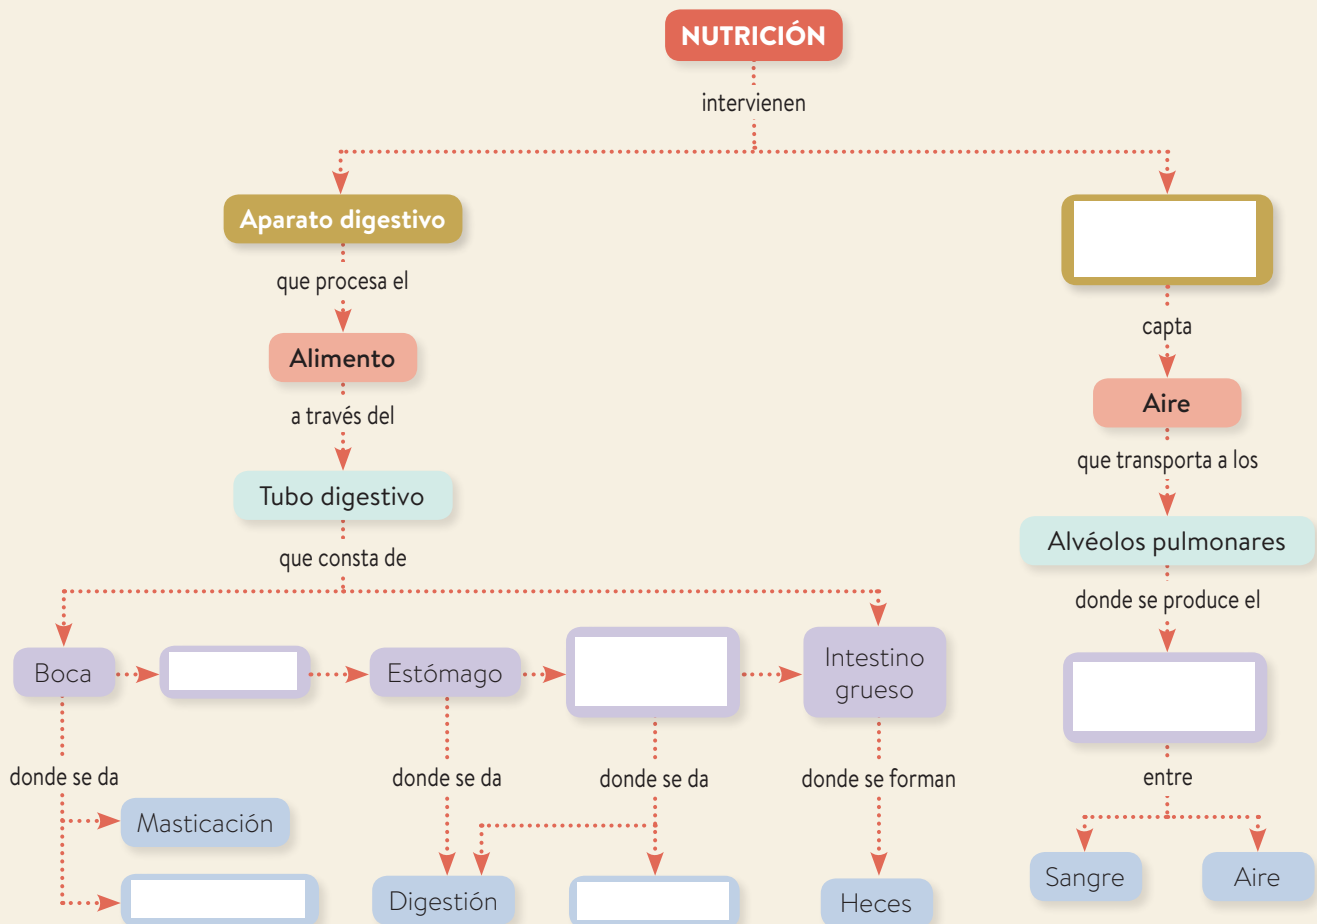 NUTRICIÓN
intervienen
Aparato digestivo
que procesa el
capta
Alimento
Aire
a través del
que transporta a los
Tubo digestivo
Alvéolos pulmonares
que consta de
donde se produce el
Boca
Estómago
Intestino
grueso
donde se da
donde se da
donde se da
donde se forman
entre
Masticación
Digestión
Heces
Sangre
Aire